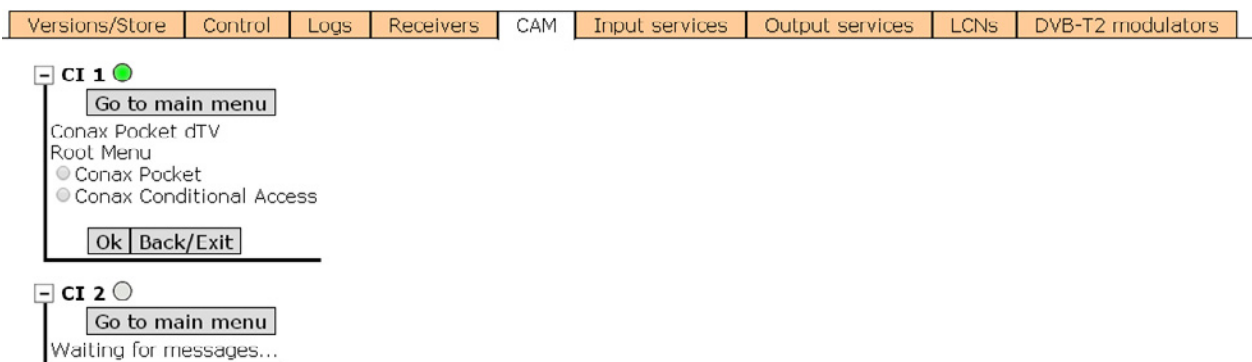 Versions/Store Control Logs Receivers CAM Input services Output services LCNs DVB-T2 modulators
CI 1
Go to main menu
Conax Pocket dTV
Root Menu
Conax Pocket
Conax Conditional Access
Ok Back/Exit
CI 2
Go to main menu
Waiting for messages...